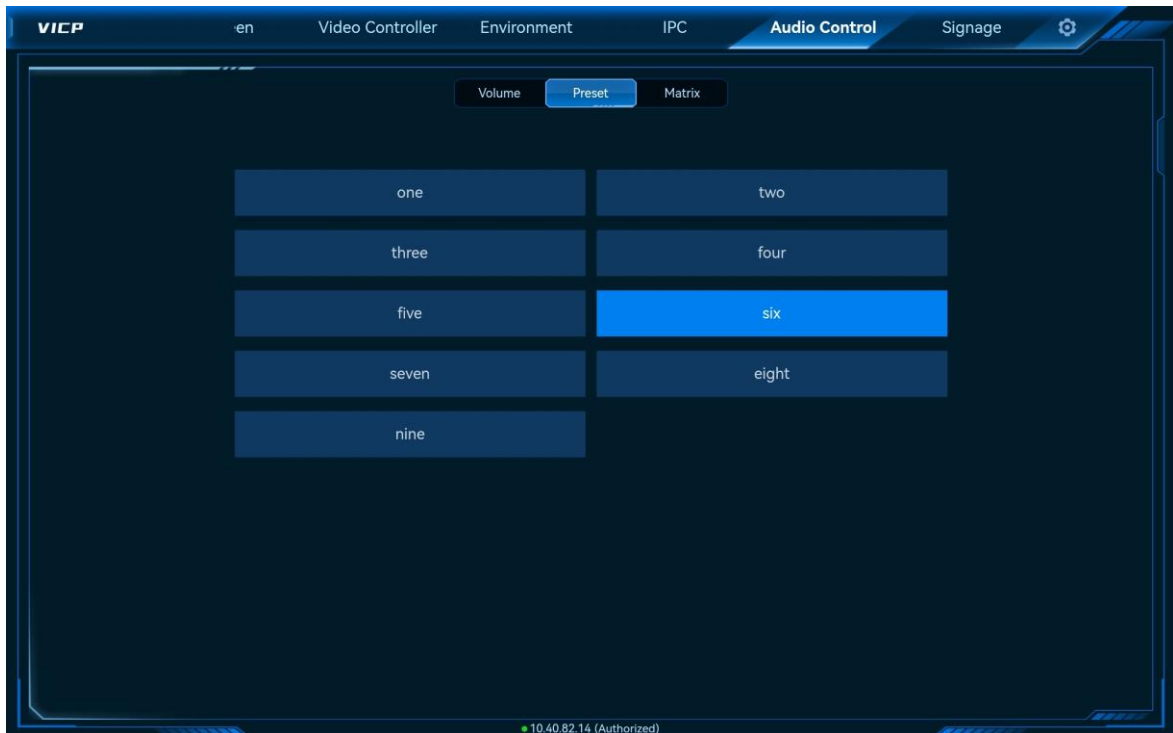 VICP en Video Controller Environment IPC Audio Control Signage
Volume Preset Matrix
one two
three four
five six
seven eight
nine
10.40.82.14 (Authorized)